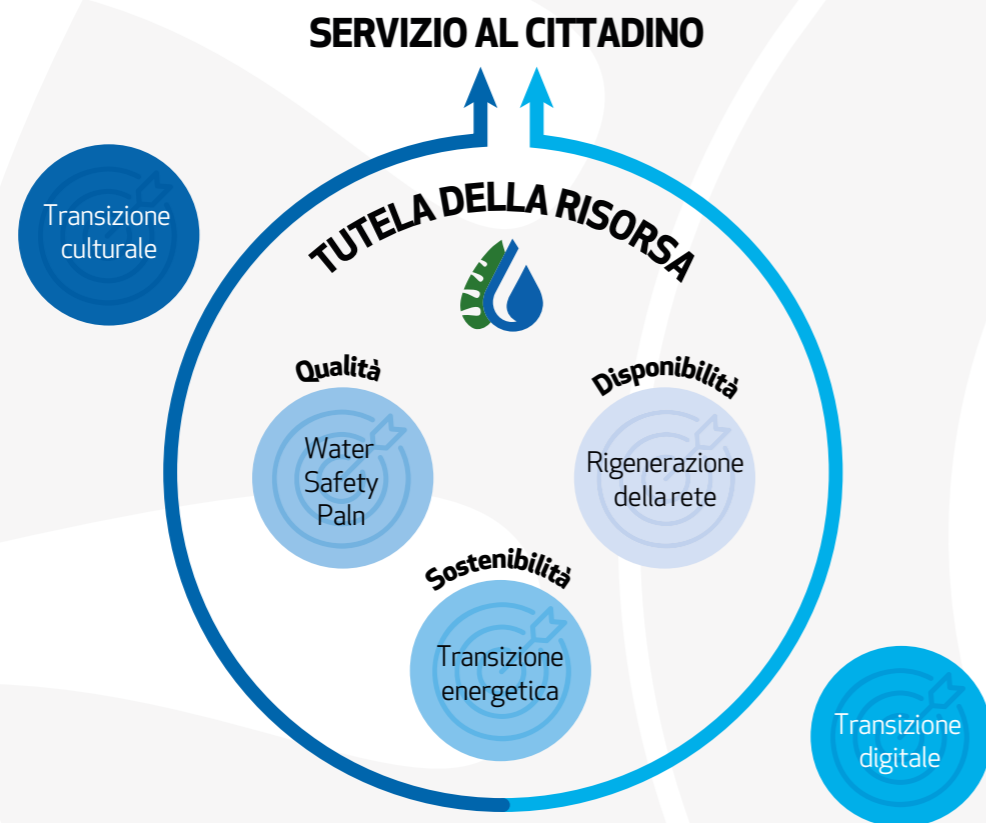 SERVIZIO AL CITTADINO
Transizione
culturale
TUTELA DELLA RISORSA
Qualità
Water
Safety
Paln
Disponibilità
Rigenerazione
della rete
Sostenibilità
Transizione
energetica
Transizione
digitale